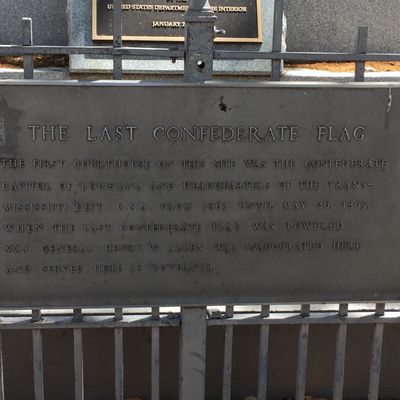 UNITED STATES DEPARTMENT OF THE INTERIOR
JANUARY
THE LAST CONFEDERATE FLAG
THE FIRST COURTHOUSE ON THIS SITE WAS THE CONFEDERATE
CAPITOL OF LOUISIANA AND HEADQUARTERS OF THE TRANS-
MISSISSIPPI DEPT. C.S.A., FROM 1863 UNTIL MAY 26, 1865,
WHEN THE LAST CONFEDERATE FLAG WAS LOWERED
MAJ. GENERAL HENRY W. ALLEN WAS INAUGURATED HERE
AND SERVED HERE AS GOVERNOR.